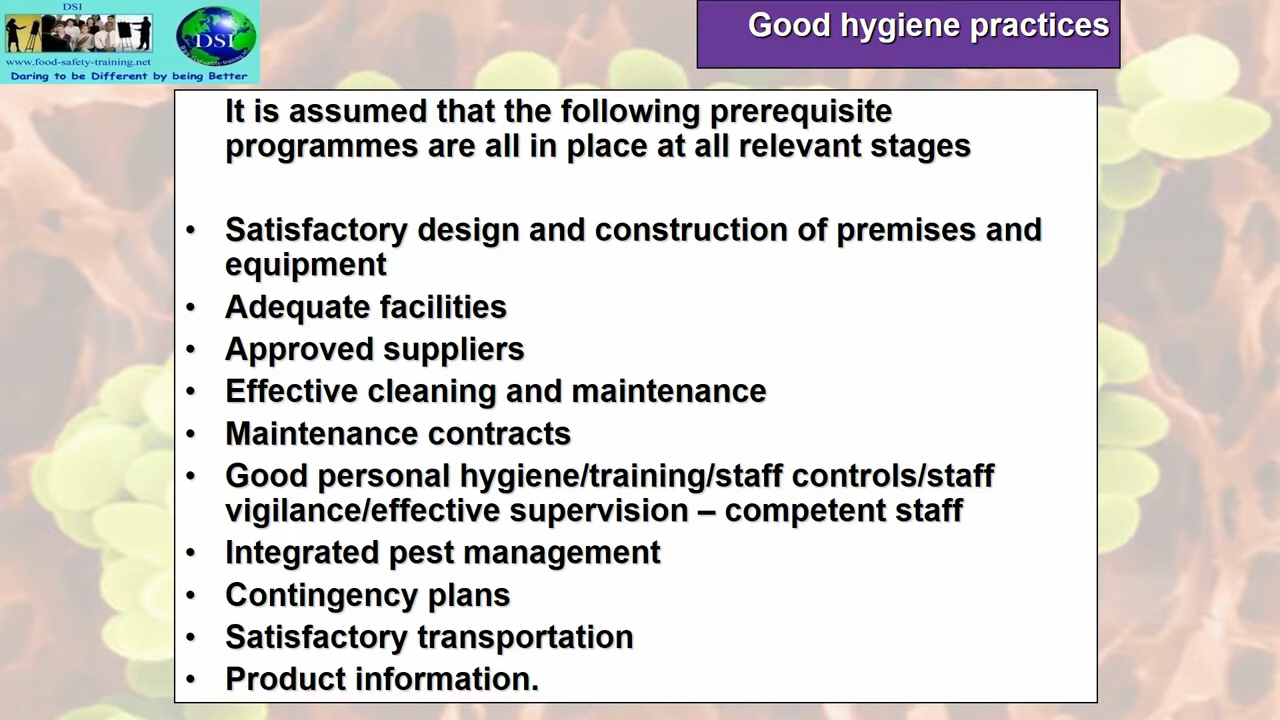 DSI
DSI
www.food-safety-training.net
Daring to be Different by being Better
Good hygiene practices
It is assumed that the following prerequisite
programmes are all in place at all relevant stages
• Satisfactory design and construction of premises and
equipment
• Adequate facilities
• Approved suppliers
• Effective cleaning and maintenance
• Maintenance contracts
• Good personal hygiene/training/staff controls/staff
vigilance/effective supervision – competent staff
• Integrated pest management
• Contingency plans
• Satisfactory transportation
• Product information.